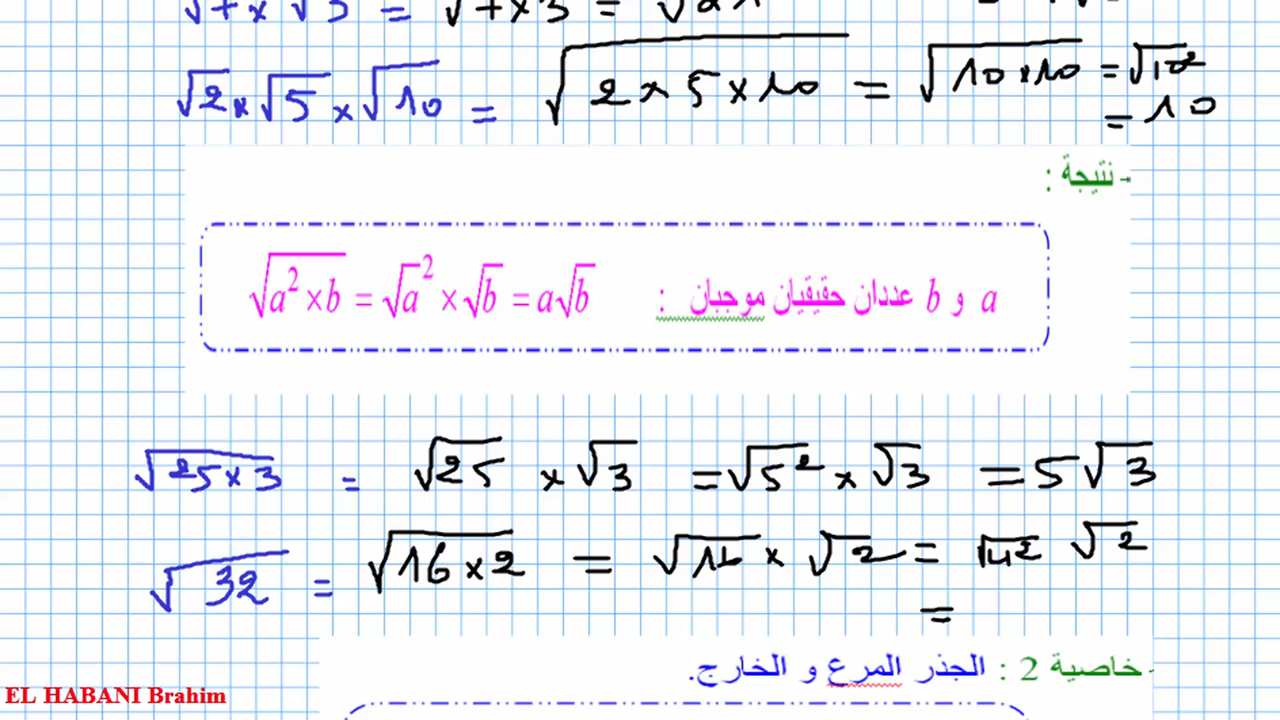 √2 × √5 × √10 = √(2 × 5 × 10) = √(10 × 10) = √10²
= 10
- نتيجة :
a و b عددان حقيقيان موجبان : √(a² × b) = √a² × √b = a√b
√(25 × 3) = √25 × √3 = √5² × √3 = 5√3
√32 = √(16 × 2) = √16 × √2 = √4² √2
=
- خاصية 2 : الجذر المرع و الخارج.
EL HABANI Brahim